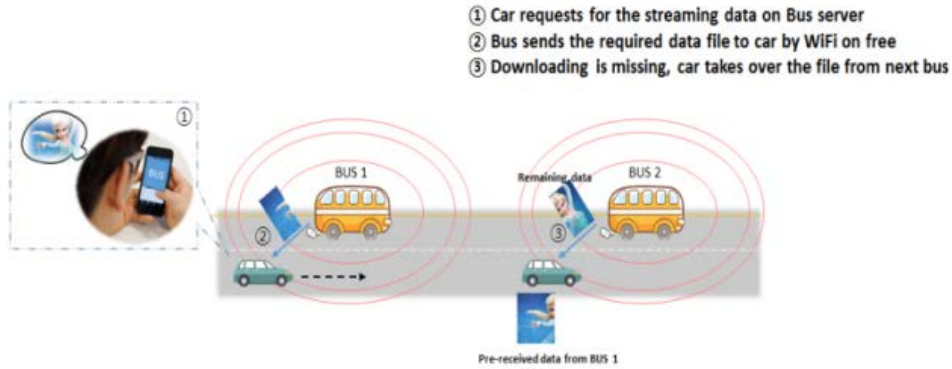 ① Car requests for the streaming data on Bus server
② Bus sends the required data file to car by WiFi on free
③ Downloading is missing, car takes over the file from next bus
①
BUS
BUS 1
BUS 2
Remaining data
②
③
Pre-received data from BUS 1